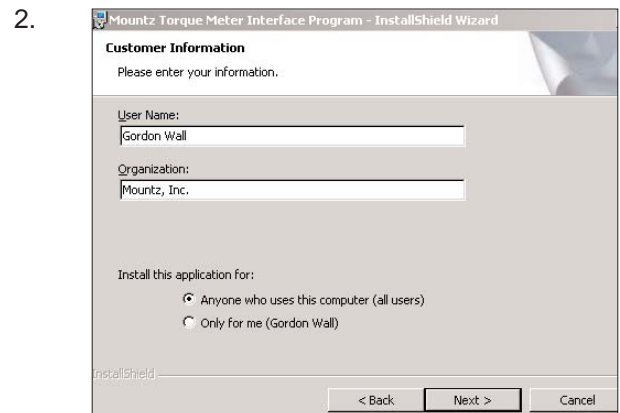 2.
Mountz Torque Meter Interface Program - InstallShield Wizard
Customer Information
Please enter your information.
User Name:
Gordon Wall
Organization:
Mountz, Inc.
Install this application for:
Anyone who uses this computer (all users)
Only for me (Gordon Wall)
InstallShield
< Back Next > Cancel